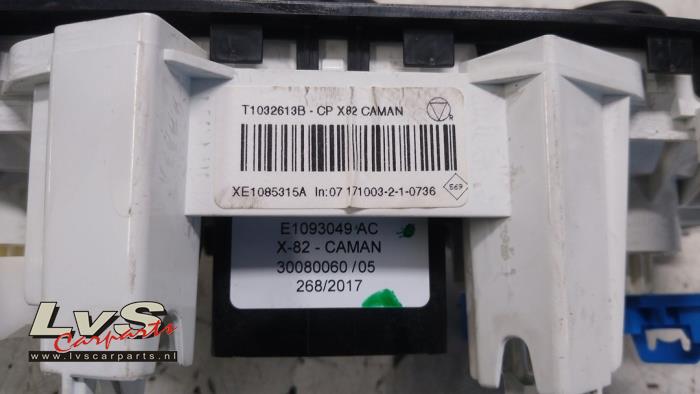 T1032613B - CP X82 CAMAN
R
XE1085315A In:07 171003-2-1-0736
569
E1093049 AC
X-82 - CAMAN
30080060 / 05
268/2017
LvS
Carparts
www.lvscarparts.nl